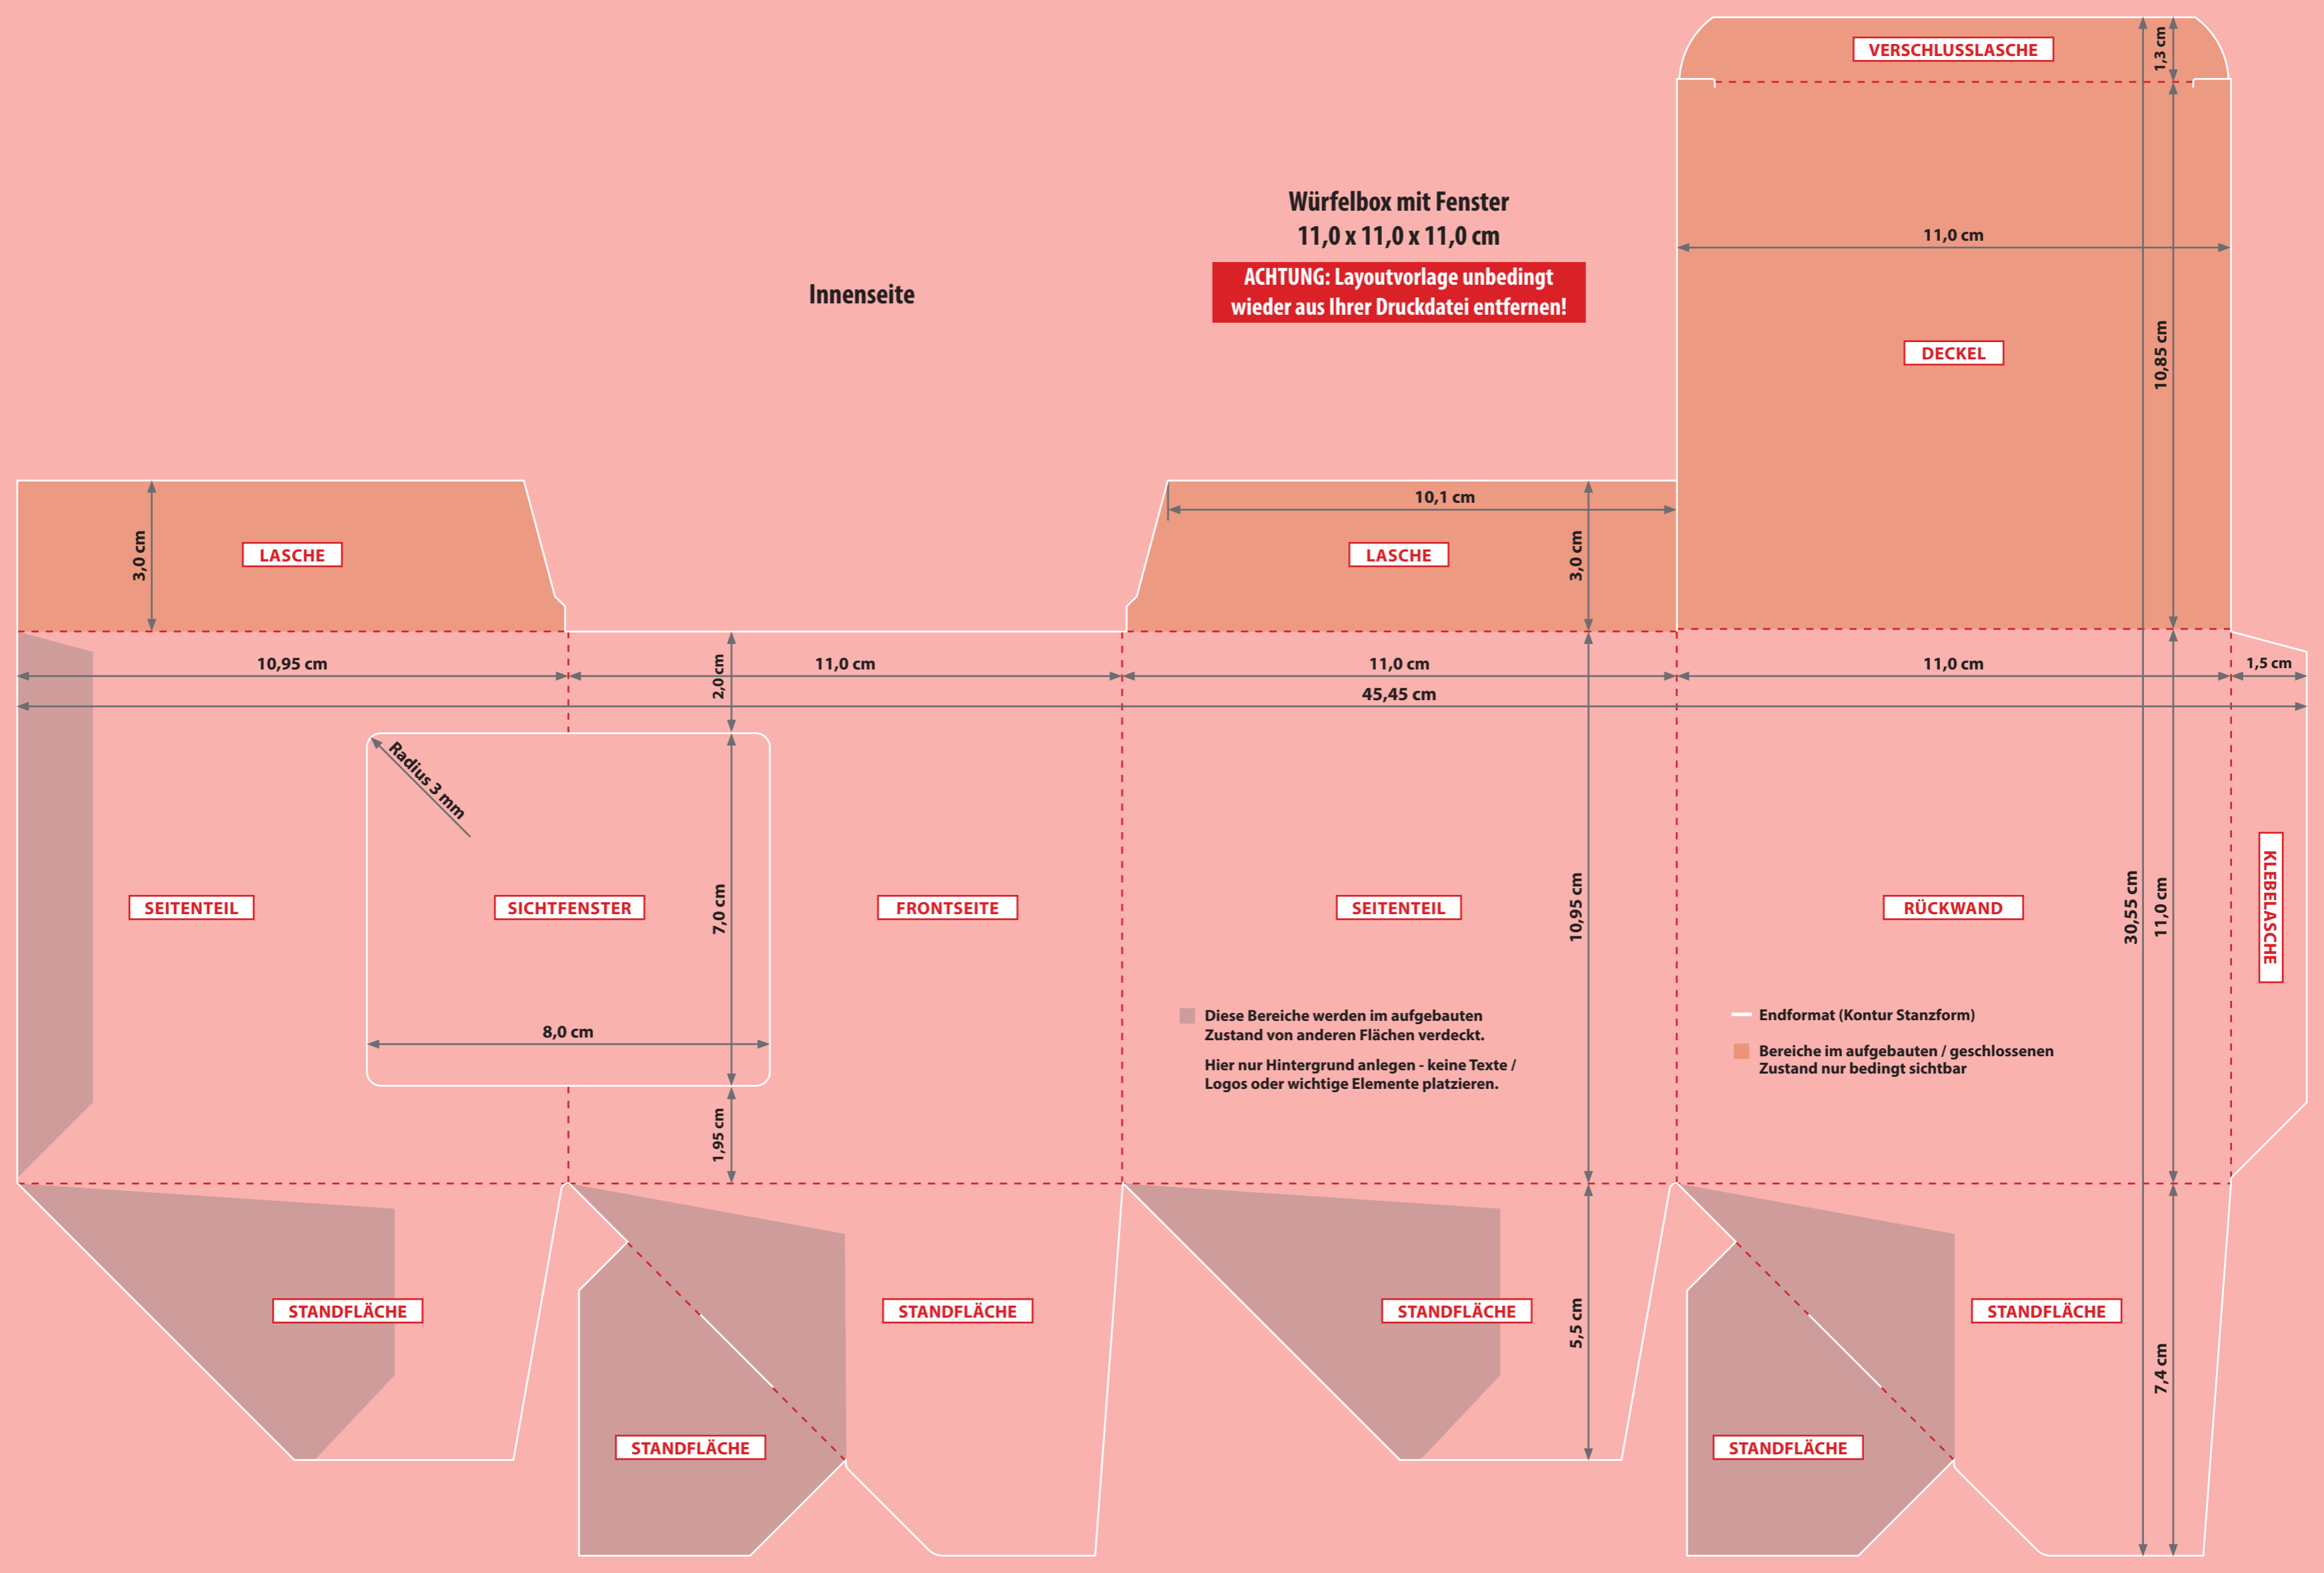 VERSCHLUSSLASCHE
1,3 cm
Würfelbox mit Fenster
11,0 x 11,0 x 11,0 cm
ACHTUNG: Layoutvorlage unbedingt
wieder aus Ihrer Druckdatei entfernen!
Innenseite
11,0 cm
DECKEL
10,85 cm
3,0 cm
LASCHE
10,1 cm
LASCHE
3,0 cm
10,95 cm
2,0 cm
11,0 cm
11,0 cm
11,0 cm
1,5 cm
45,45 cm
Radius 3 mm
SEITENTEIL
SICHTFENSTER
7,0 cm
FRONTSEITE
SEITENTEIL
10,95 cm
RÜCKWAND
30,55 cm
11,0 cm
KLEBELASCHE
8,0 cm
Diese Bereiche werden im aufgebauten
Zustand von anderen Flächen verdeckt.
Hier nur Hintergrund anlegen - keine Texte /
Logos oder wichtige Elemente platzieren.
Endformat (Kontur Stanzform)
Bereiche im aufgebauten / geschlossenen
Zustand nur bedingt sichtbar
1,95 cm
STANDFLÄCHE
STANDFLÄCHE
STANDFLÄCHE
5,5 cm
STANDFLÄCHE
7,4 cm
STANDFLÄCHE
STANDFLÄCHE